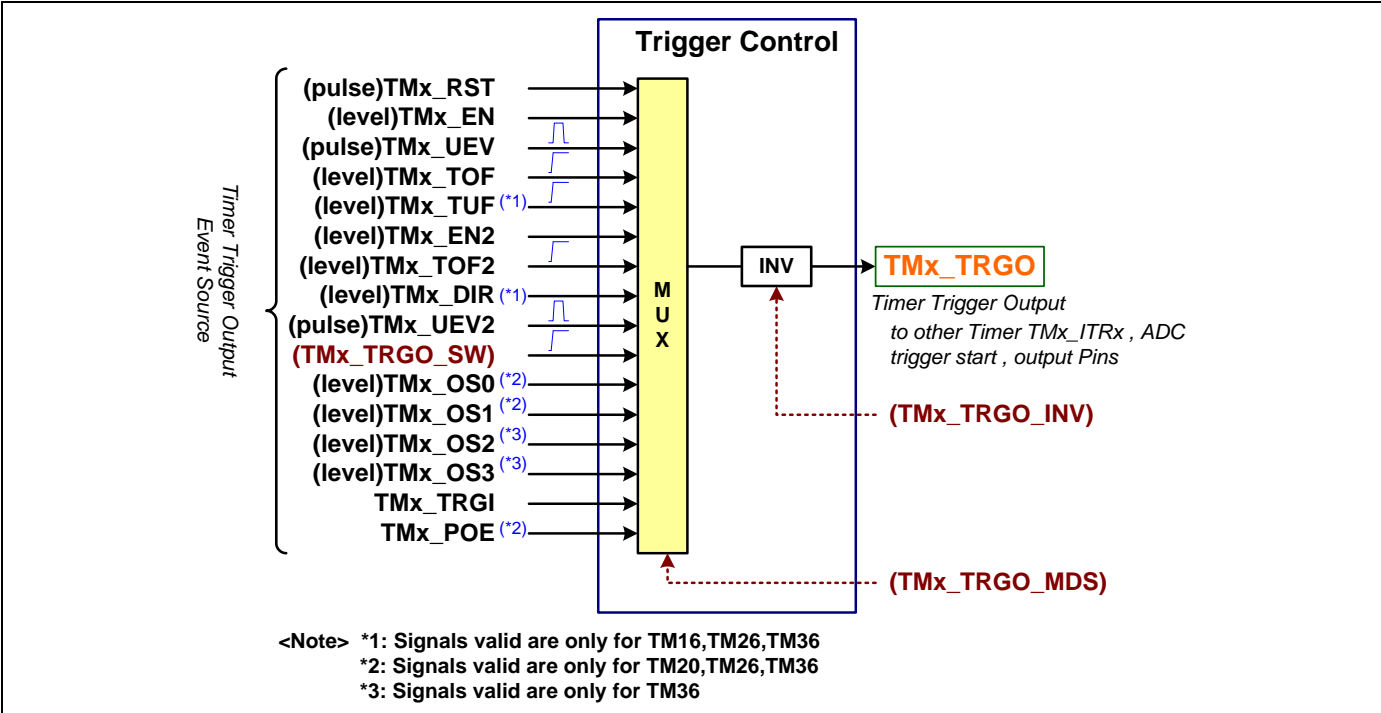 Trigger Control
Timer Trigger Output
Event Source
(pulse)TMx_RST
(level)TMx_EN
(pulse)TMx_UEV
(level)TMx_TOF
(level)TMx_TUF (*1)
(level)TMx_EN2
(level)TMx_TOF2
(level)TMx_DIR (*1)
(pulse)TMx_UEV2
(TMx_TRGO_SW)
(level)TMx_OS0 (*2)
(level)TMx_OS1 (*2)
(level)TMx_OS2 (*3)
(level)TMx_OS3 (*3)
TMx_TRGI
TMx_POE (*2)
M
U
X
INV
TMx_TRGO
Timer Trigger Output
to other Timer TMx_ITRx , ADC
trigger start , output Pins
(TMx_TRGO_INV)
(TMx_TRGO_MDS)
<Note> *1: Signals valid are only for TM16,TM26,TM36
*2: Signals valid are only for TM20,TM26,TM36
*3: Signals valid are only for TM36